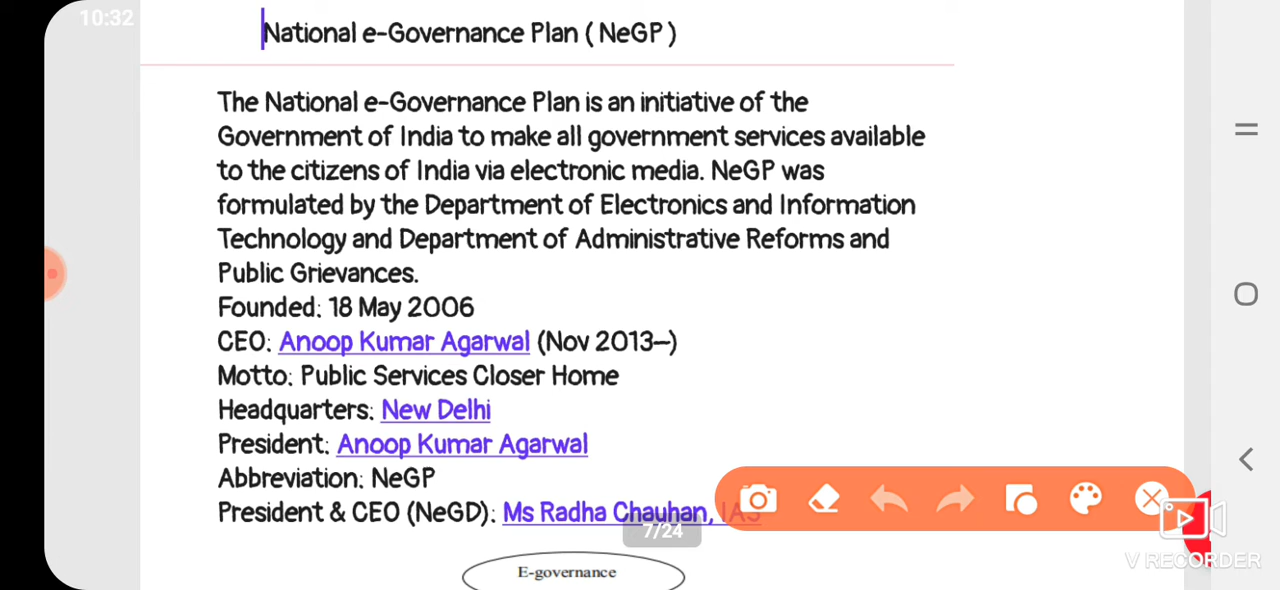 10:32
National e-Governance Plan ( NeGP )
The National e-Governance Plan is an initiative of the
Government of India to make all government services available
to the citizens of India via electronic media. NeGP was
formulated by the Department of Electronics and Information
Technology and Department of Administrative Reforms and
Public Grievances.
Founded: 18 May 2006
CEO: Anoop Kumar Agarwal (Nov 2013–)
Motto: Public Services Closer Home
Headquarters: New Delhi
President: Anoop Kumar Agarwal
Abbreviation: NeGP
President & CEO (NeGD): Ms Radha Chauhan, IAS
7/24
E-governance
V RECORDER